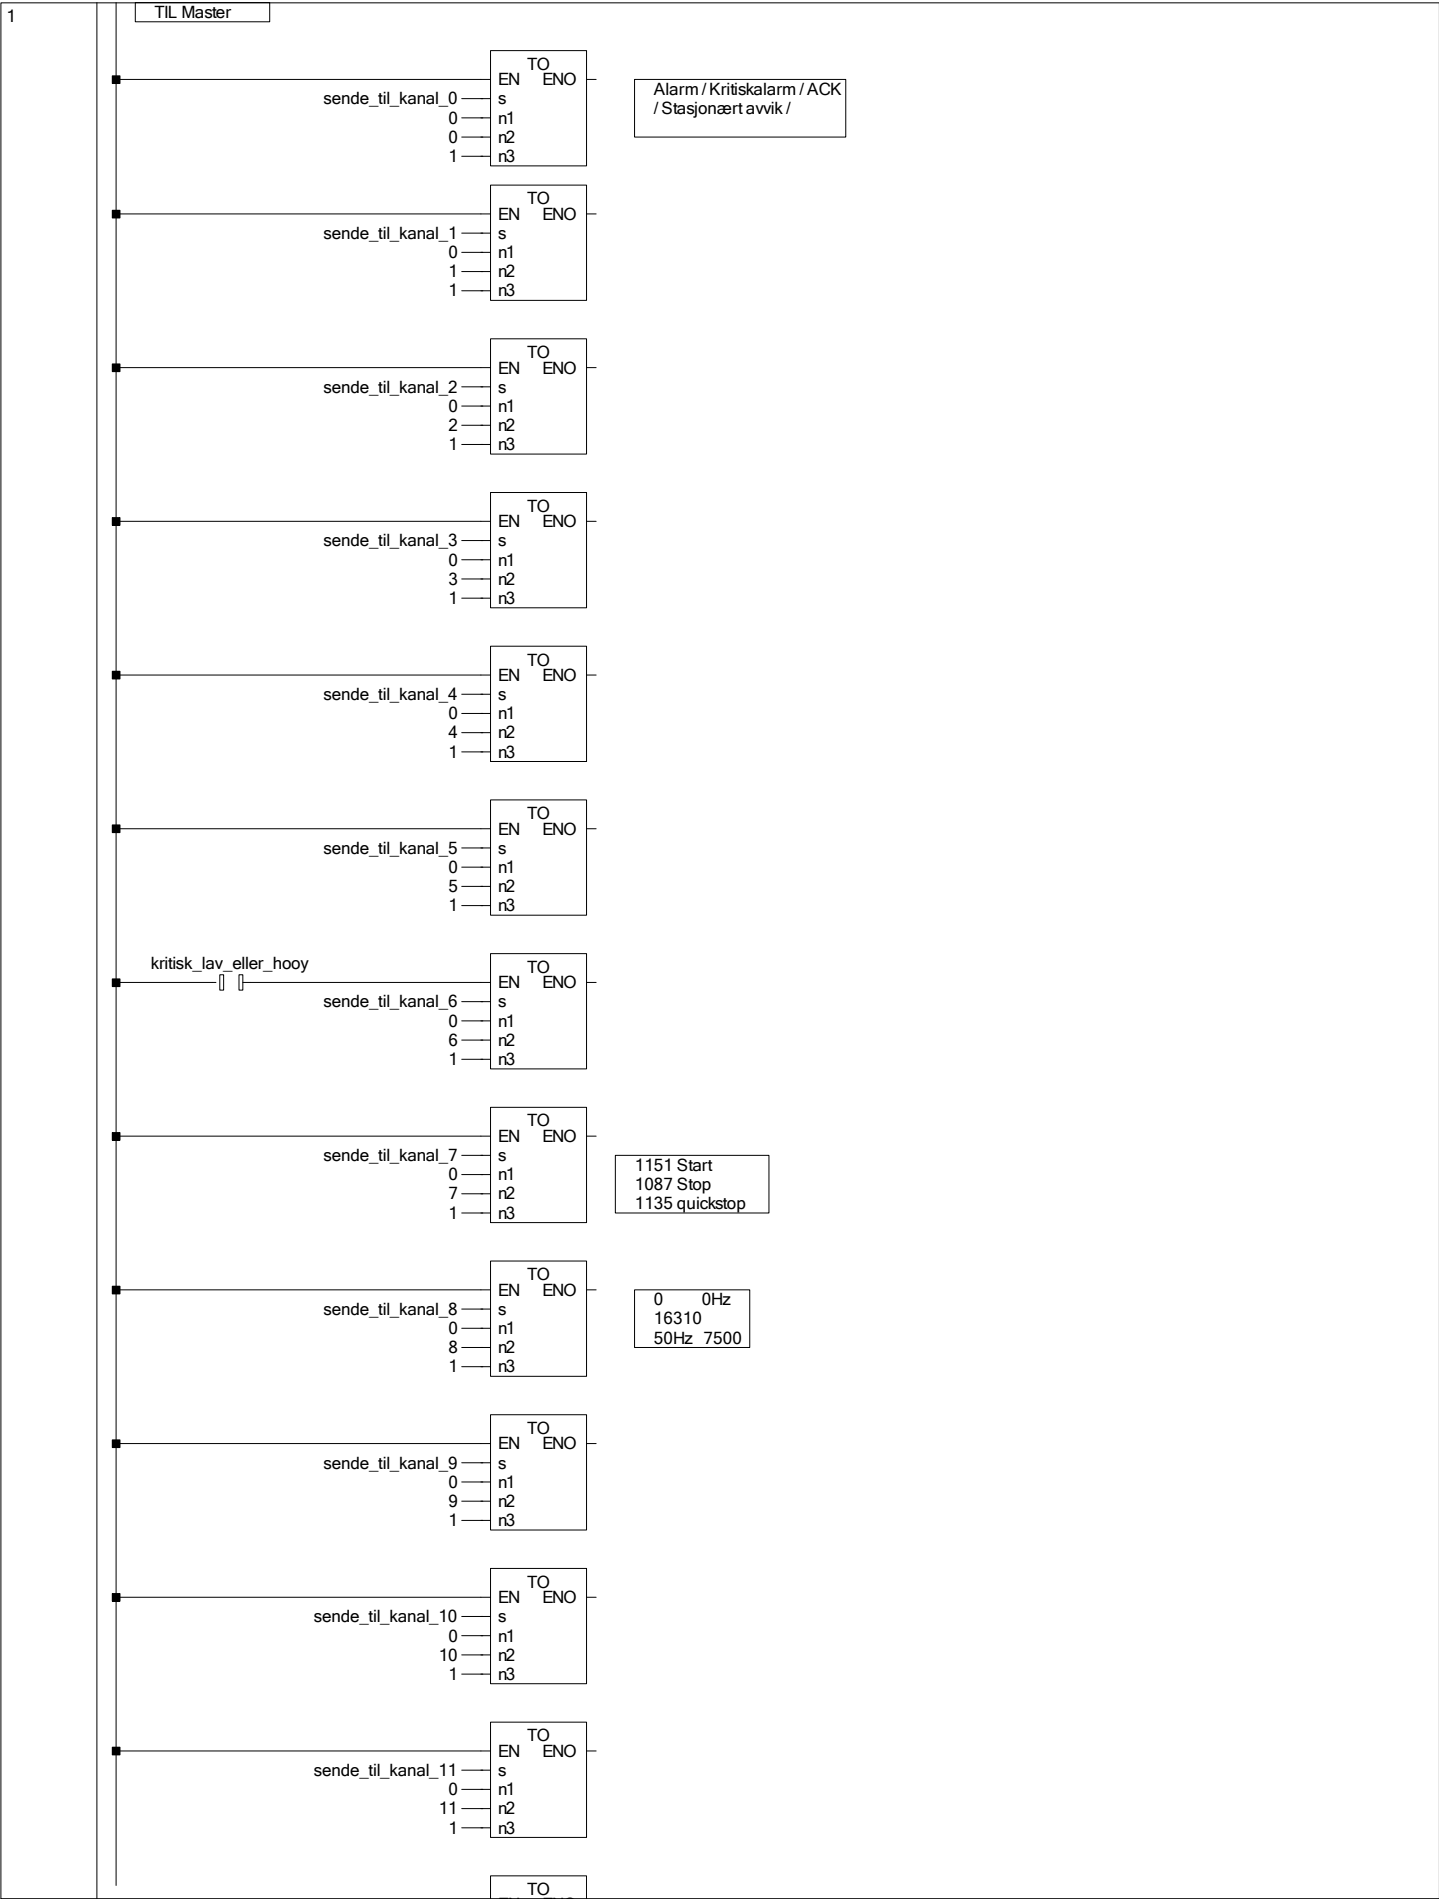 1
TIL Master
TO
EN ENO
sende_til_kanal_0 s
0 n1
0 n2
1 n3
Alarm / Kritiskalarm / ACK
/ Stasjonært avvik /
TO
EN ENO
sende_til_kanal_1 s
0 n1
1 n2
1 n3
TO
EN ENO
sende_til_kanal_2 s
0 n1
2 n2
1 n3
TO
EN ENO
sende_til_kanal_3 s
0 n1
3 n2
1 n3
TO
EN ENO
sende_til_kanal_4 s
0 n1
4 n2
1 n3
TO
EN ENO
sende_til_kanal_5 s
0 n1
5 n2
1 n3
kritisk_lav_eller_hooy
TO
EN ENO
sende_til_kanal_6 s
0 n1
6 n2
1 n3
TO
EN ENO
sende_til_kanal_7 s
0 n1
7 n2
1 n3
1151 Start
1087 Stop
1135 quickstop
TO
EN ENO
sende_til_kanal_8 s
0 n1
8 n2
1 n3
0 0Hz
16310
50Hz 7500
TO
EN ENO
sende_til_kanal_9 s
0 n1
9 n2
1 n3
TO
EN ENO
sende_til_kanal_10 s
0 n1
10 n2
1 n3
TO
EN ENO
sende_til_kanal_11 s
0 n1
11 n2
1 n3
TO